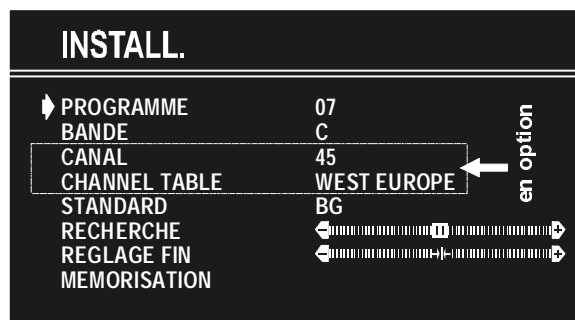 INSTALL.
PROGRAMME 07
BANDE C
CANAL 45
CHANNEL TABLE WEST EUROPE
STANDARD BG
RECHERCHE
REGLAGE FIN
MEMORISATION
en option